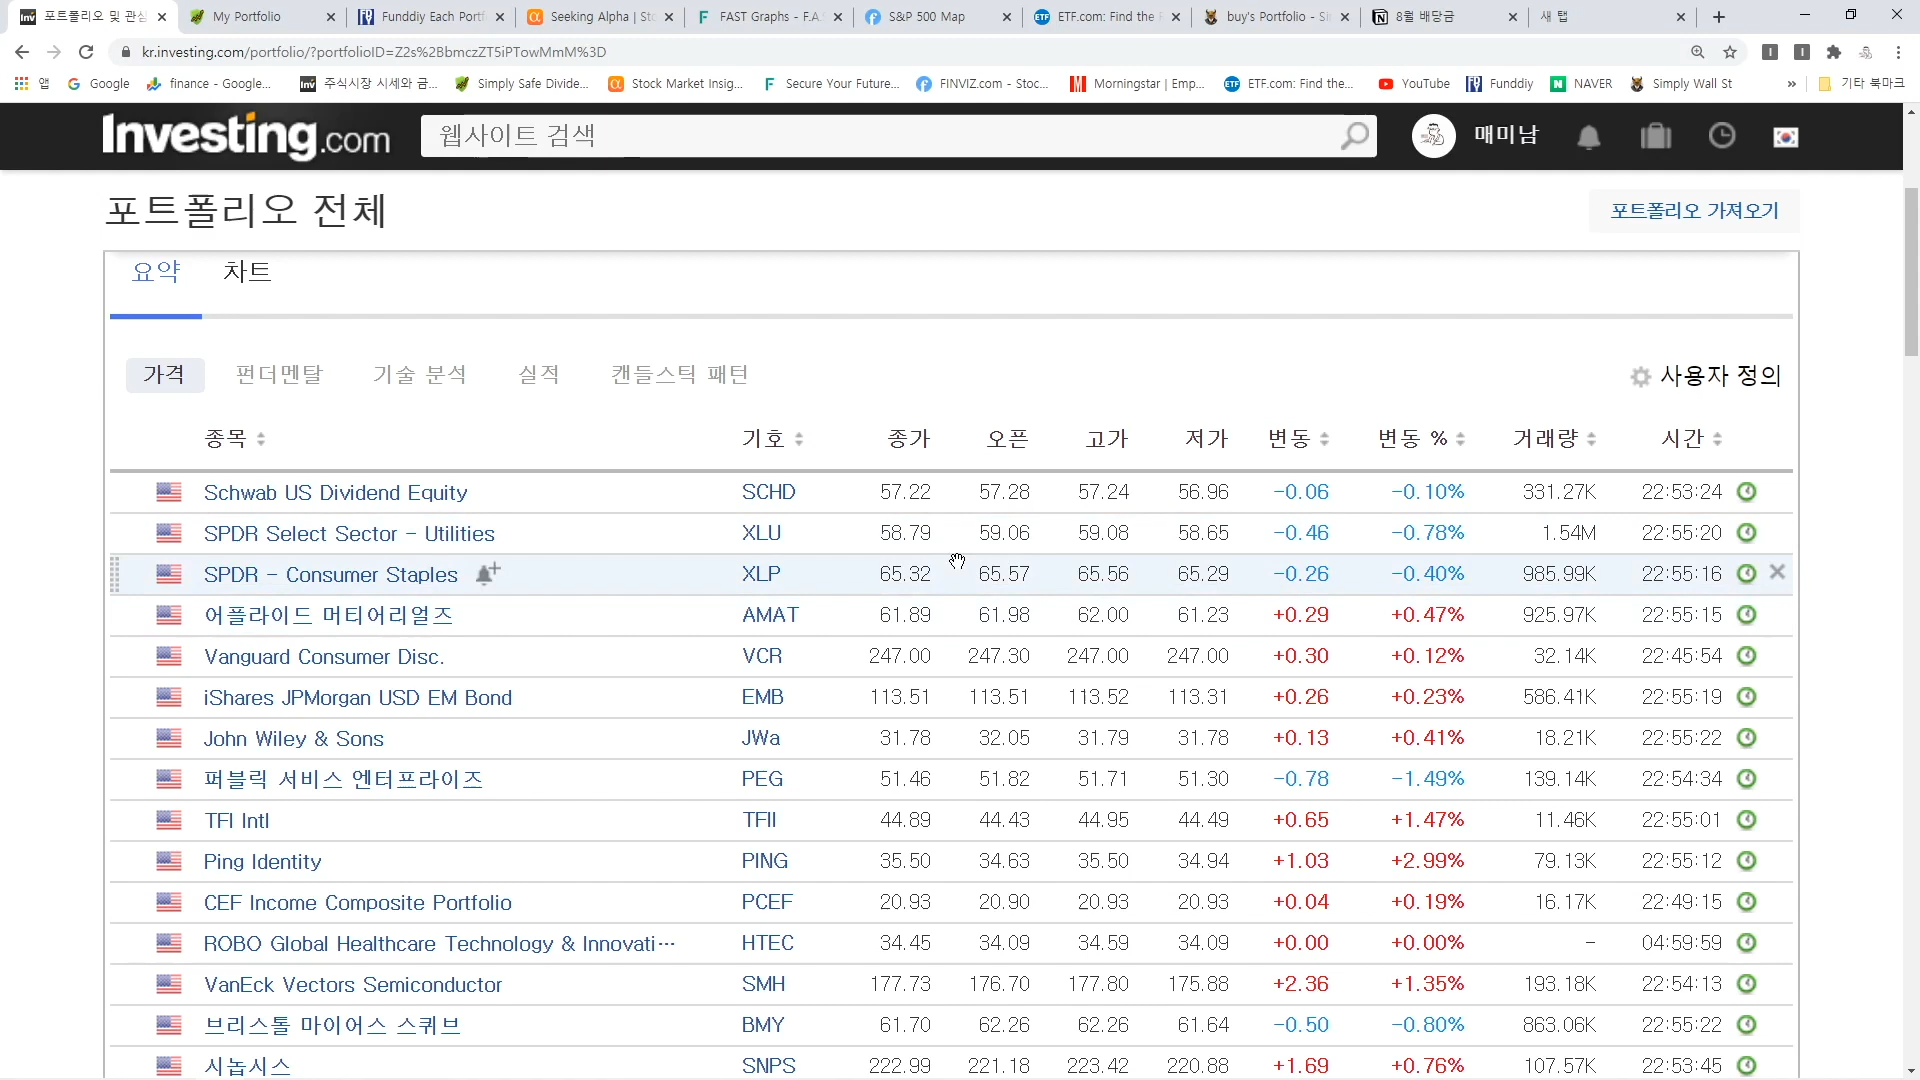 포트폴리오 및 관심
My Portfolio
Funddiy Each Portf
Seeking Alpha | Sto
FAST Graphs - F.A.S
S&P 500 Map
ETF.com: Find the
buy's Portfolio - Si
8월 배당금
새 탭
kr.investing.com/portfolio/?portfolioID=Z2s%2BbmczZT5iPTowMmM%3D
앱
Google
finance - Google...
주식시장 시세와 금...
Simply Safe Divide...
Stock Market Insig...
Secure Your Future...
FINVIZ.com - Stoc...
Morningstar | Emp...
ETF.com: Find the...
YouTube
Funddiy
NAVER
Simply Wall St
»
기타 북마크
Investing.com
웹사이트 검색
매미남
포트폴리오 전체
포트폴리오 가져오기
요약 차트
가격 펀더멘탈 기술 분석 실적 캔들스틱 패턴 사용자 정의
종목 기호 종가 오픈 고가 저가 변동 변동 % 거래량 시간
Schwab US Dividend Equity SCHD 57.22 57.28 57.24 56.96 -0.06 -0.10% 331.27K 22:53:24
SPDR Select Sector - Utilities XLU 58.79 59.06 59.08 58.65 -0.46 -0.78% 1.54M 22:55:20
SPDR - Consumer Staples XLP 65.32 65.57 65.56 65.29 -0.26 -0.40% 985.99K 22:55:16
어플라이드 머티어리얼즈 AMAT 61.89 61.98 62.00 61.23 +0.29 +0.47% 925.97K 22:55:15
Vanguard Consumer Disc. VCR 247.00 247.30 247.00 247.00 +0.30 +0.12% 32.14K 22:45:54
iShares JPMorgan USD EM Bond EMB 113.51 113.51 113.52 113.31 +0.26 +0.23% 586.41K 22:55:19
John Wiley & Sons JWa 31.78 32.05 31.79 31.78 +0.13 +0.41% 18.21K 22:55:22
퍼블릭 서비스 엔터프라이즈 PEG 51.46 51.82 51.71 51.30 -0.78 -1.49% 139.14K 22:54:34
TFI Intl TFII 44.89 44.43 44.95 44.49 +0.65 +1.47% 11.46K 22:55:01
Ping Identity PING 35.50 34.63 35.50 34.94 +1.03 +2.99% 79.13K 22:55:12
CEF Income Composite Portfolio PCEF 20.93 20.90 20.93 20.93 +0.04 +0.19% 16.17K 22:49:15
ROBO Global Healthcare Technology & Innovati… HTEC 34.45 34.09 34.59 34.09 +0.00 +0.00% - 04:59:59
VanEck Vectors Semiconductor SMH 177.73 176.70 177.80 175.88 +2.36 +1.35% 193.18K 22:54:13
브리스톨 마이어스 스퀴브 BMY 61.70 62.26 62.26 61.64 -0.50 -0.80% 863.06K 22:55:22
시놉시스 SNPS 222.99 221.18 223.42 220.88 +1.69 +0.76% 107.57K 22:53:45